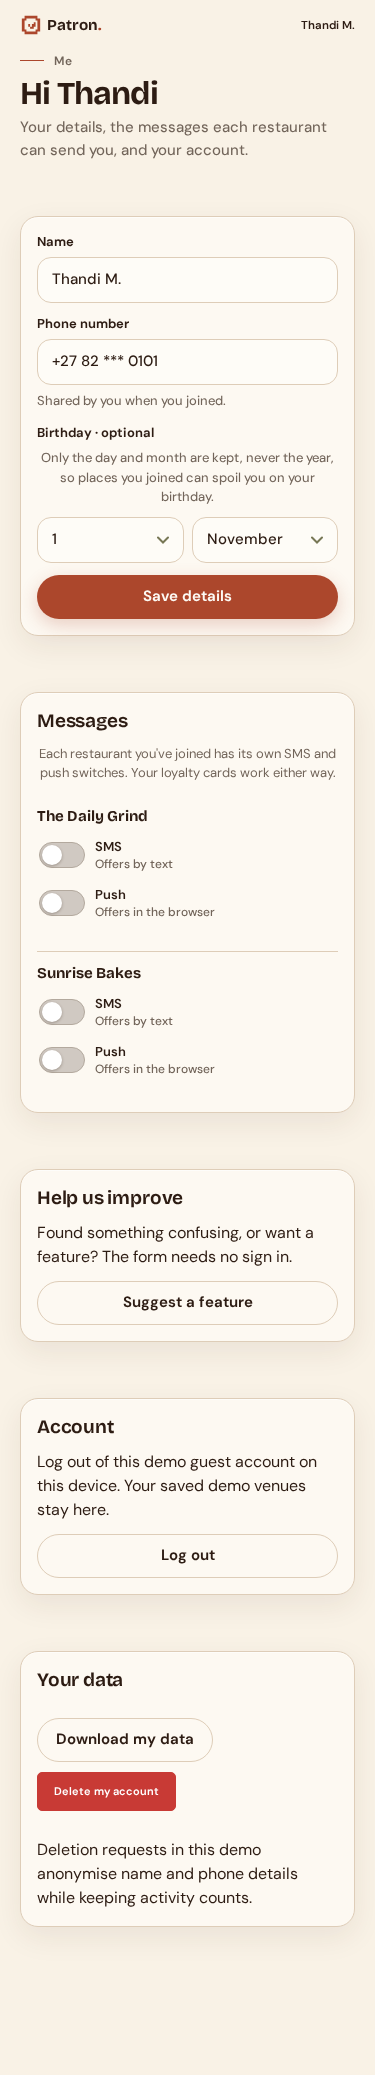 Patron.
Thandi M.
Me
Hi Thandi
Your details, the messages each restaurant
can send you, and your account.
Name
Thandi M.
Phone number
+27 82 *** 0101
Shared by you when you joined.
Birthday · optional
Only the day and month are kept, never the year,
so places you joined can spoil you on your
birthday.
1
November
Save details
Messages
Each restaurant you've joined has its own SMS and
push switches. Your loyalty cards work either way.
The Daily Grind
SMS
Offers by text
Push
Offers in the browser
Sunrise Bakes
SMS
Offers by text
Push
Offers in the browser
Help us improve
Found something confusing, or want a
feature? The form needs no sign in.
Suggest a feature
Account
Log out of this demo guest account on
this device. Your saved demo venues
stay here.
Log out
Your data
Download my data
Delete my account
Deletion requests in this demo
anonymise name and phone details
while keeping activity counts.